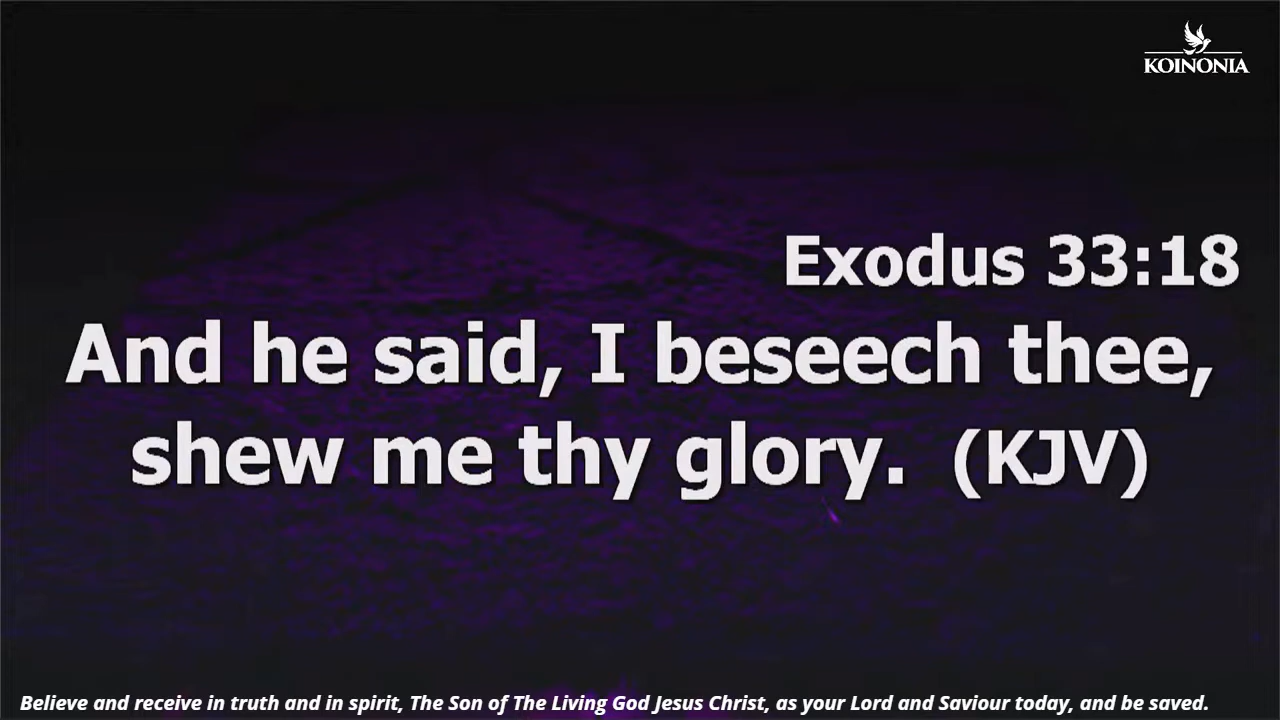 KOINONIA
Exodus 33:18
And he said, I beseech thee,
shew me thy glory. (KJV)
Believe and receive in truth and in spirit, The Son of The Living God Jesus Christ, as your Lord and Saviour today, and be saved.